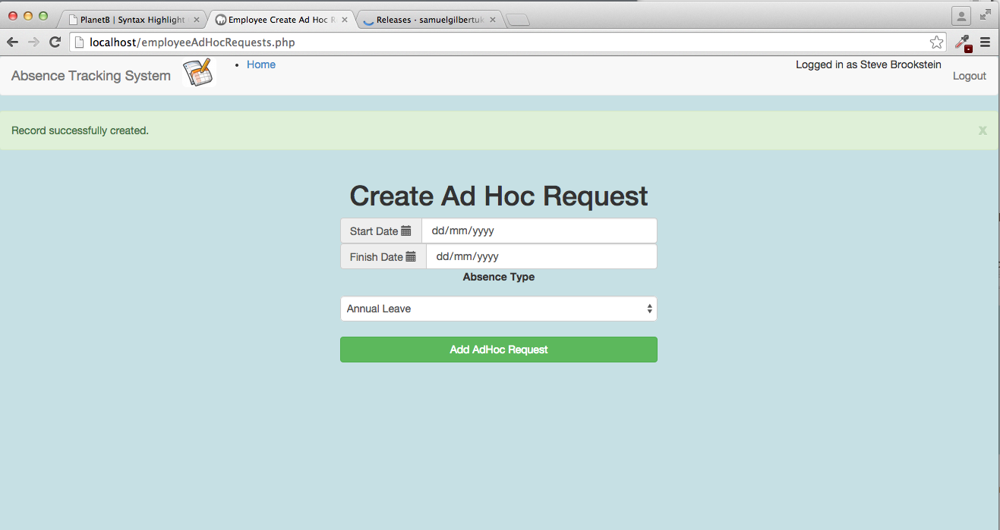 PlanetB | Syntax Highlight
Employee Create Ad Hoc R
Releases - samuelgilbertuk
localhost/employeeAdHocRequests.php
Absence Tracking System
• Home
Logged in as Steve Brookstein
Logout
Record successfully created.
x
Create Ad Hoc Request
Start Date dd/mm/yyyy
Finish Date dd/mm/yyyy
Absence Type
Annual Leave
Add AdHoc Request